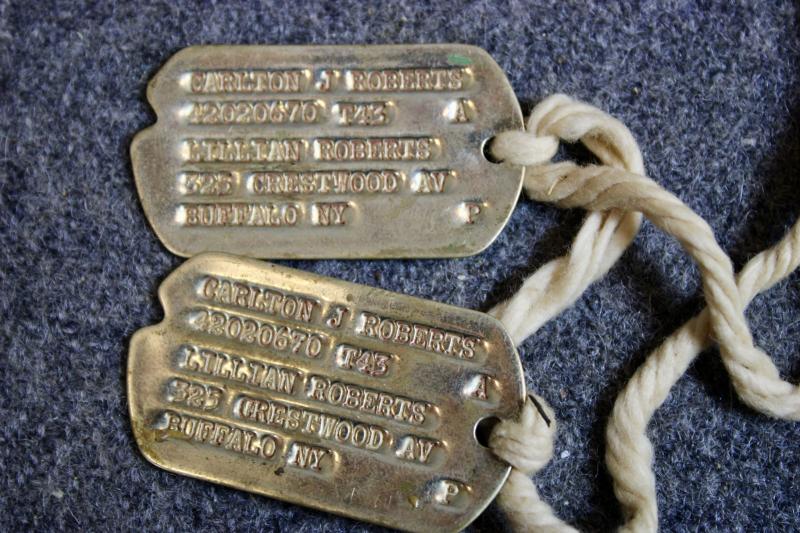 CARLTON J ROBERTS
42020670 T43 A
LILLIAN ROBERTS
325 CRESTWOOD AV
BUFFALO NY P
CARLTON J ROBERTS
42020670 T43 A
LILLIAN ROBERTS
325 CRESTWOOD AV
BUFFALO NY P